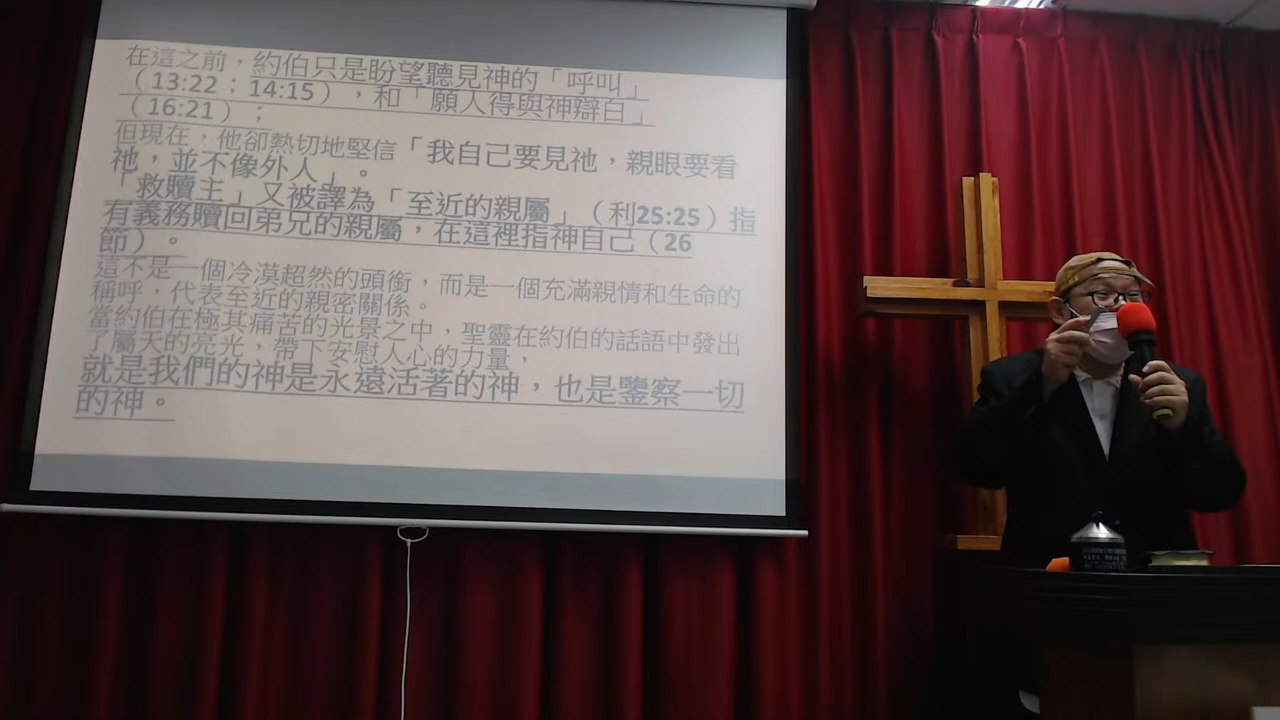 在這之前，約伯只是盼望聽見神的「呼叫」
（13:22；14:15），和「願人得與神辯白」
（16:21）；
但現在，他卻熱切地堅信「我自己要見祂，親眼要看
祂，並不像外人」。
「救贖主」又被譯為「至近的親屬」（利25:25）指
有義務贖回弟兄的親屬，在這裡指神自己（26
節）。
這不是一個冷漠超然的頭銜，而是一個充滿親情和生命的
稱呼，代表至近的親密關係。
當約伯在極其痛苦的光景之中，聖靈在約伯的話語中發出
了屬天的亮光，帶下安慰人心的力量，
就是我們的神是永遠活著的神，也是鑒察一切
的神。